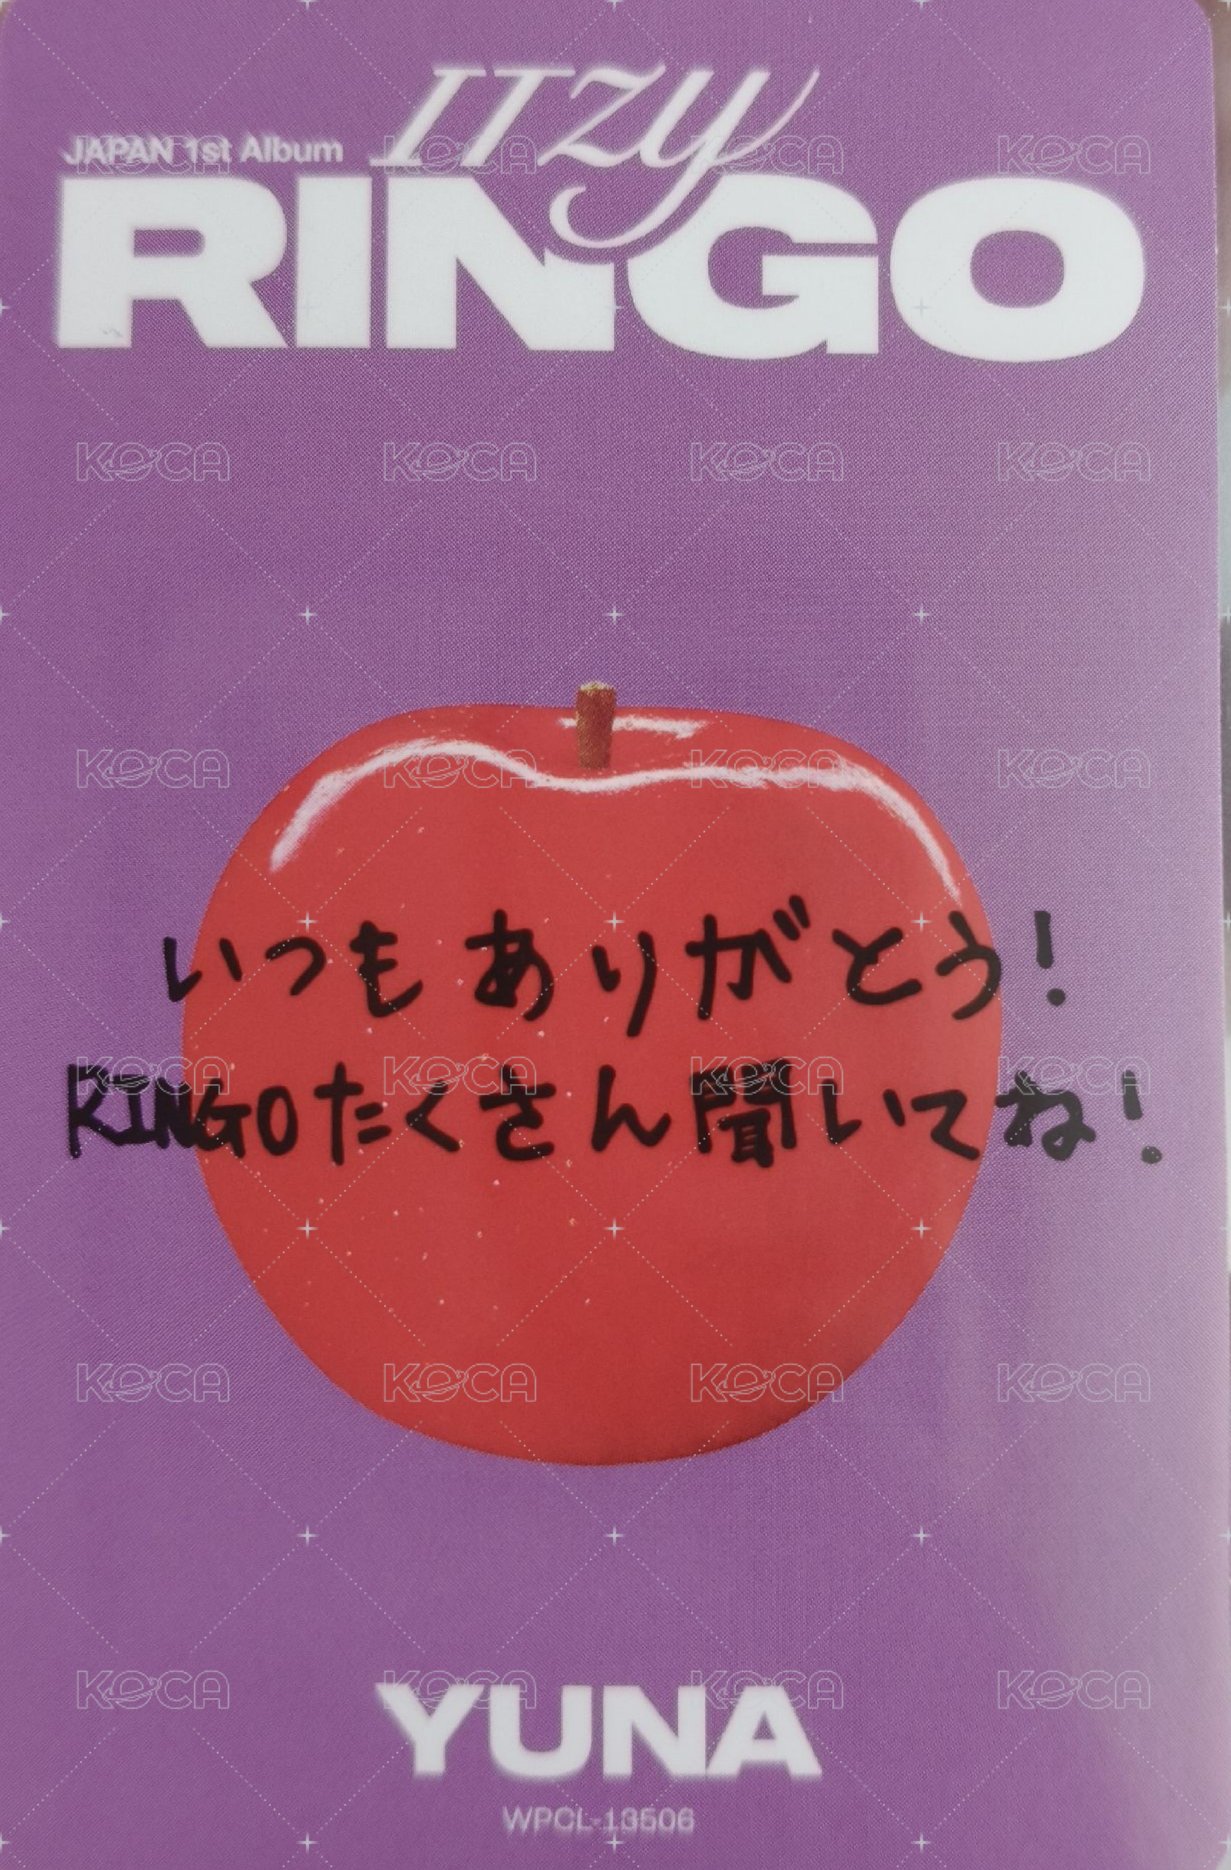 ITZY
JAPAN 1st Album
RINGO
いつもありがとう!
RINGOたくさん聞いてね!
YUNA
WPCL-13506
KOCA